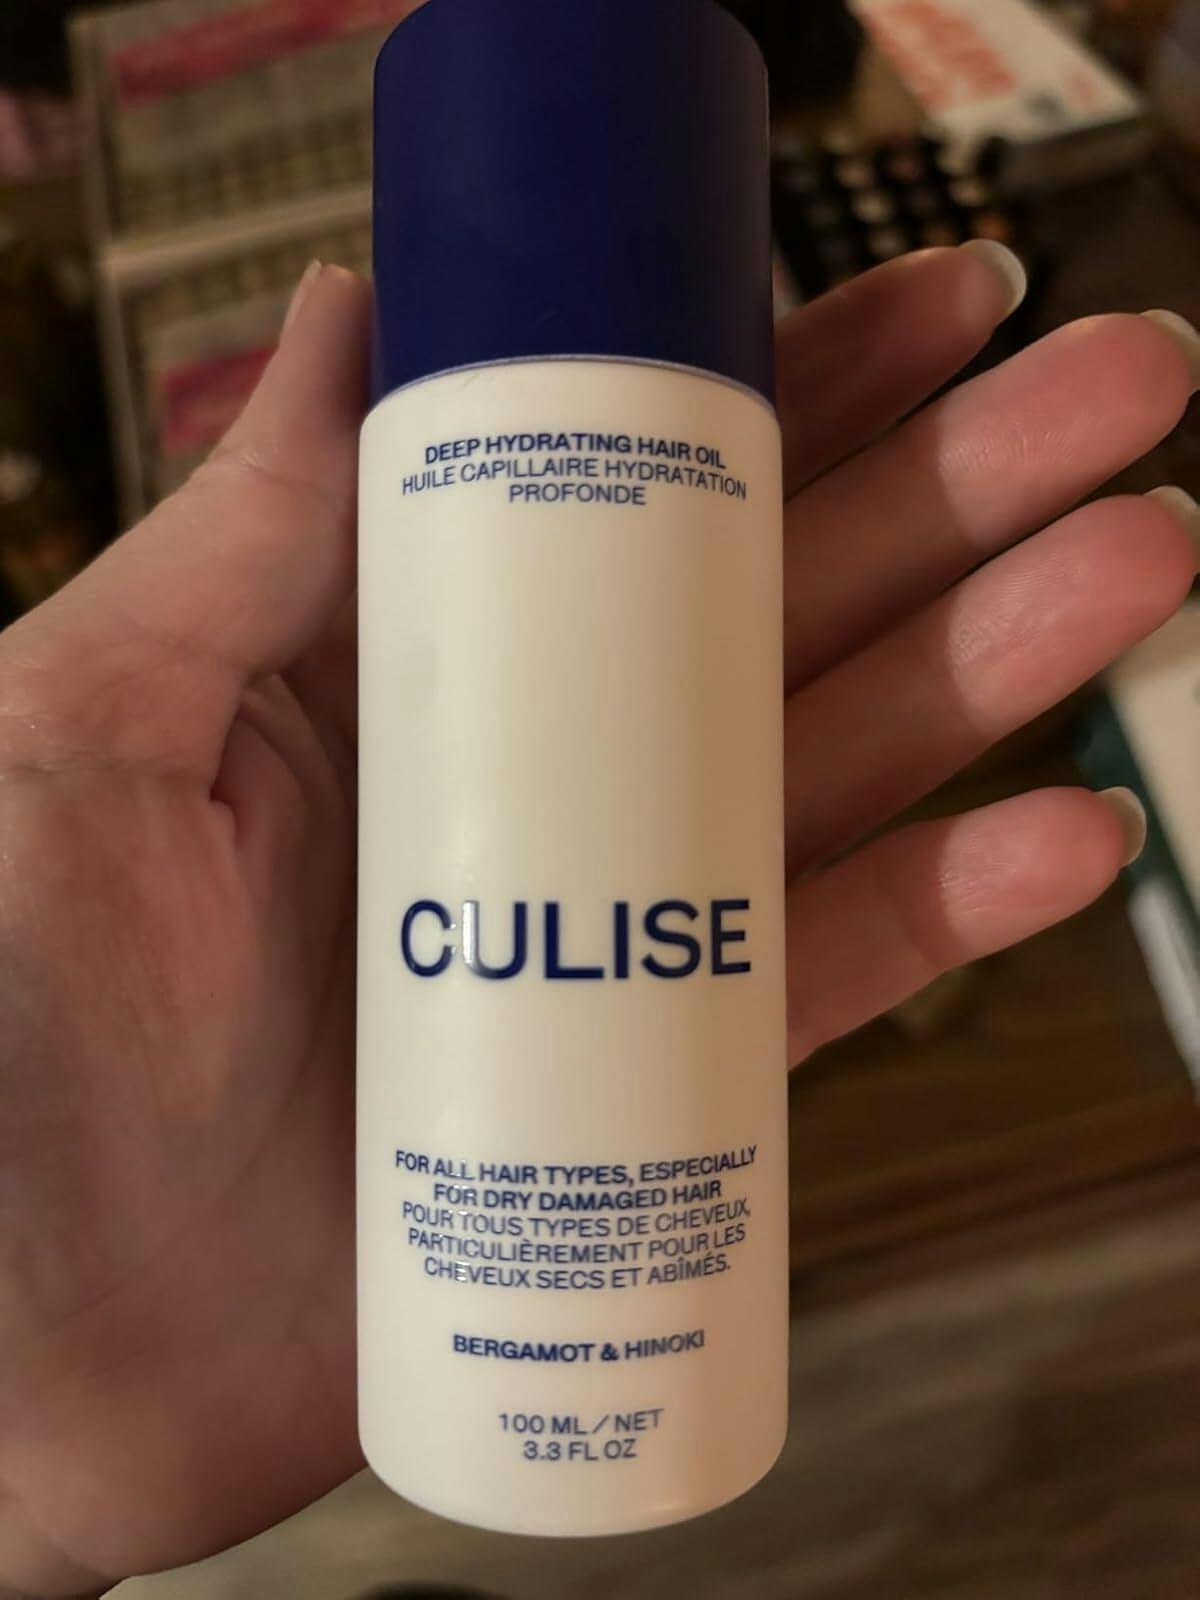 DEEP HYDRATING HAIR OIL
HUILE CAPILLAIRE HYDRATATION
PROFONDE
CULISE
FOR ALL HAIR TYPES, ESPECIALLY
FOR DRY DAMAGED HAIR
POUR TOUS TYPES DE CHEVEUX,
PARTICULIÈREMENT POUR LES
CHEVEUX SECS ET ABÎMÉS.
BERGAMOT & HINOKI
100 ML / NET
3.3 FL OZ